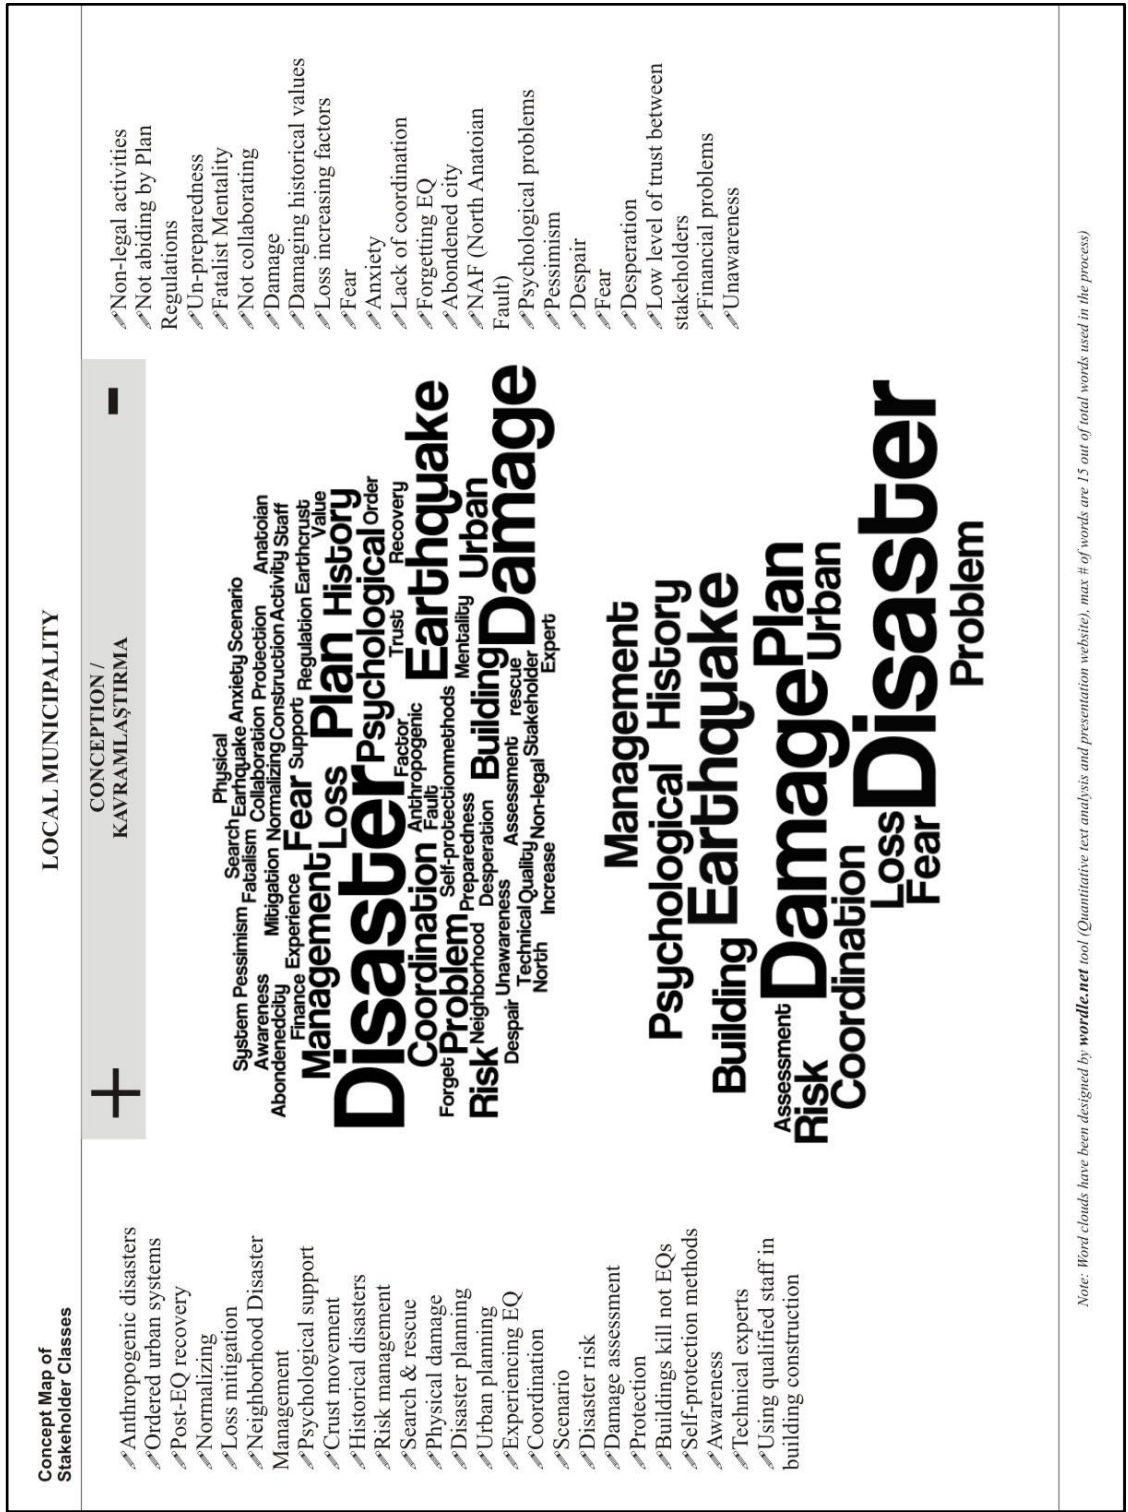 Concept Map of
Stakeholder Classes
LOCAL MUNICIPALITY
+
CONCEPTION /
KAVRAMLAŞTIRMA
-
Anthropogenic disasters
Ordered urban systems
Post-EQ recovery
Normalizing
Loss mitigation
Neighborhood Disaster
Management
Psychological support
Crust movement
Historical disasters
Risk management
Search & rescue
Physical damage
Disaster planning
Urban planning
Experiencing EQ
Coordination
Scenario
Disaster risk
Damage assessment
Protection
Buildings kill not EQs
Self-protection methods
Awareness
Technical experts
Using qualified staff in
building construction
Physical
System Pessimism Search Earhquake Anxiety Scenario
Awareness Fatalism Collaboration Protection Anatoian
Abondenedcity Mitigation Normalizing Construction Activity Staff
Finance Experience Fear Support Regulation Earthcrust
Management Loss Plan History Value
Disaster Psychological Order
Factor Trust Recovery
Coordination Anthropogenic Earthquake
Fault
Forget Problem Self-protectionmethods
Risk Neighborhood Preparedness Mentality Urban
Desperation Building Damage
Despair Unawareness Assessment rescue
Technical Quality Non-legal Stakeholder
North Increase Expert
Management
Psychological History
Building Earthquake
Assessment Damage Plan
Risk Urban
Coordination
Loss Disaster
Fear
Problem
Non-legal activities
Not abiding by Plan
Regulations
Un-preparedness
Fatalist Mentality
Not collaborating
Damage
Damaging historical values
Loss increasing factors
Fear
Anxiety
Lack of coordination
Forgetting EQ
Abondened city
NAF (North Anatoian
Fault)
Psychological problems
Pessimism
Despair
Fear
Desperation
Low level of trust between
stakeholders
Financial problems
Unawareness
Note: Word clouds have been designed by wordle.net tool (Quantitative text analysis and presentation website), max # of words are 15 out of total words used in the process)